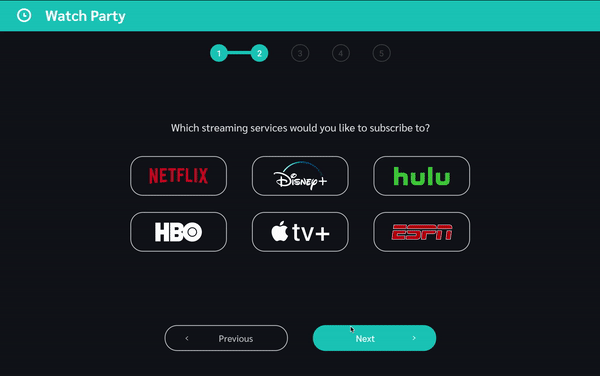 Watch Party
1 2 3 4 5
Which streaming services would you like to subscribe to?
NETFLIX Disney+ hulu
HBO tv+ ESPN
Previous Next